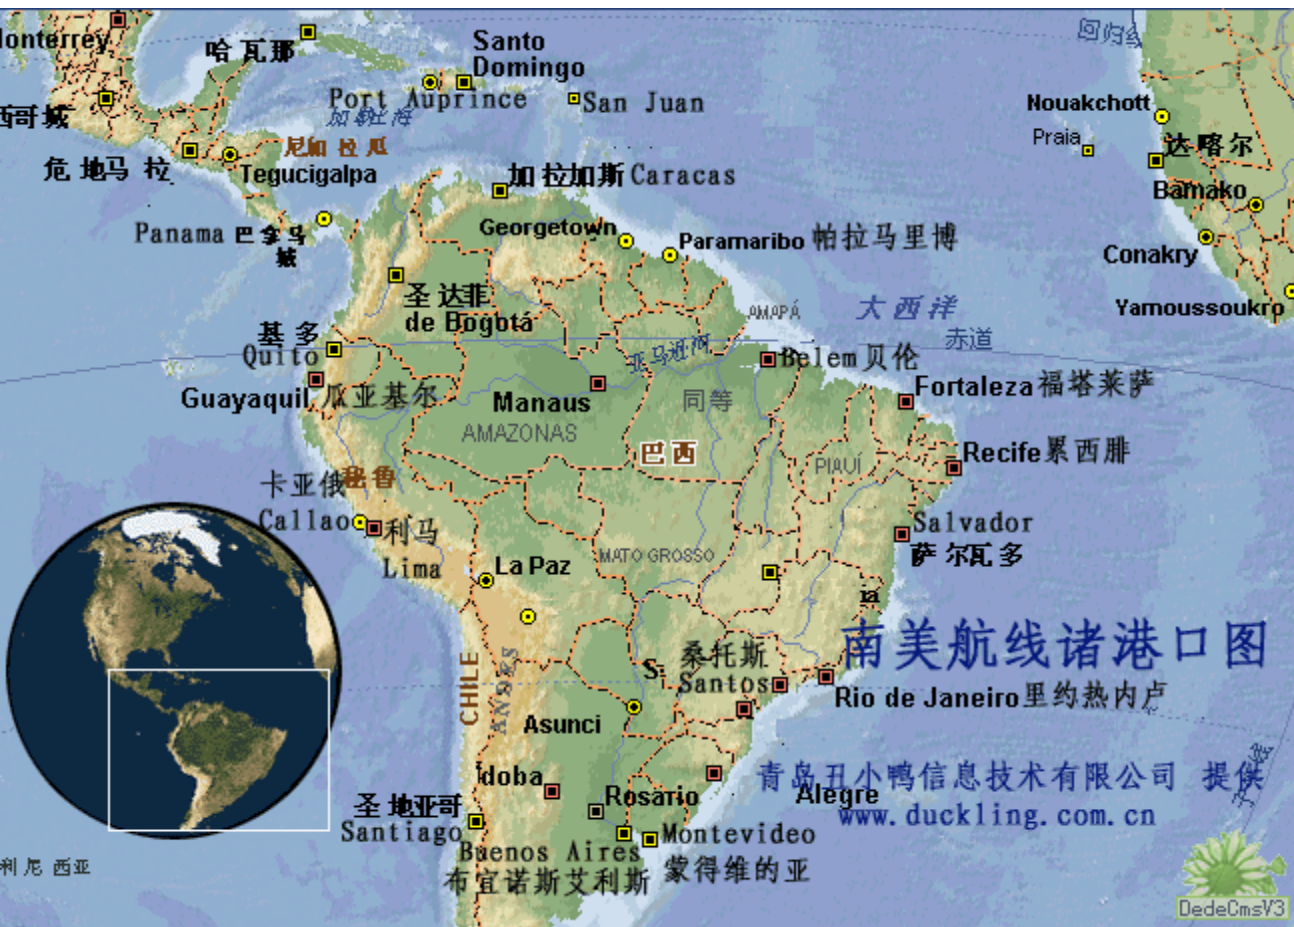 Monterrey
哈瓦那
Santo
Domingo
回归线
Port Auprince
San Juan
Nouakchott
西哥城
加勒比海
Praia
达喀尔
尼加拉瓜
危地马拉
Tegucigalpa
加拉加斯 Caracas
Bamako
Panama 巴拿马
城
Georgetown
Paramaribo 帕拉马里博
Conakry
圣达菲
de Bogbtá
AMAPÁ
大西洋
Yamoussoukro
基多
Quito
亚马逊河
赤道
Belem 贝伦
Guayaquil 瓜亚基尔
Manaus
同等
Fortaleza 福塔莱萨
AMAZONAS
巴西
PIAUÍ
Recife 累西腓
卡亚俄
秘鲁
Callao
利马
Lima
Salvador
萨尔瓦多
La Paz
MATO GROSSO
ia
南美航线诸港口图
CHILE
ANDES
桑托斯
Santos
S
Rio de Janeiro 里约热内卢
Asunci
doba
青岛丑小鸭信息技术有限公司 提供
圣地亚哥
Rosario
Alegre
www.duckling.com.cn
Santiago
Montevideo
Buenos Aires
蒙得维的亚
布宜诺斯艾利斯
利尼西亚
DedeCmsV3